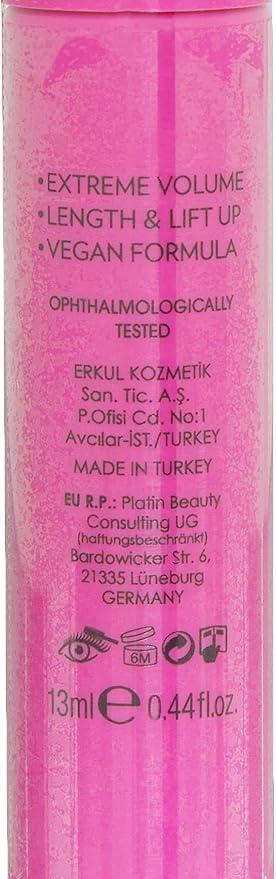 •EXTREME VOLUME
•LENGTH & LIFT UP
•VEGAN FORMULA
OPHTHALMOLOGICALLY
TESTED
ERKUL KOZMETİK
San. Tic. A.Ş.
P.Ofisi Cd. No:1
Avcılar-İST./TURKEY
MADE IN TURKEY
EU R.P.: Platin Beauty
Consulting UG
(haftungsbeschränkt)
Bardowicker Str. 6,
21335 Lüneburg
GERMANY
6M
13ml e 0.44fl.oz.